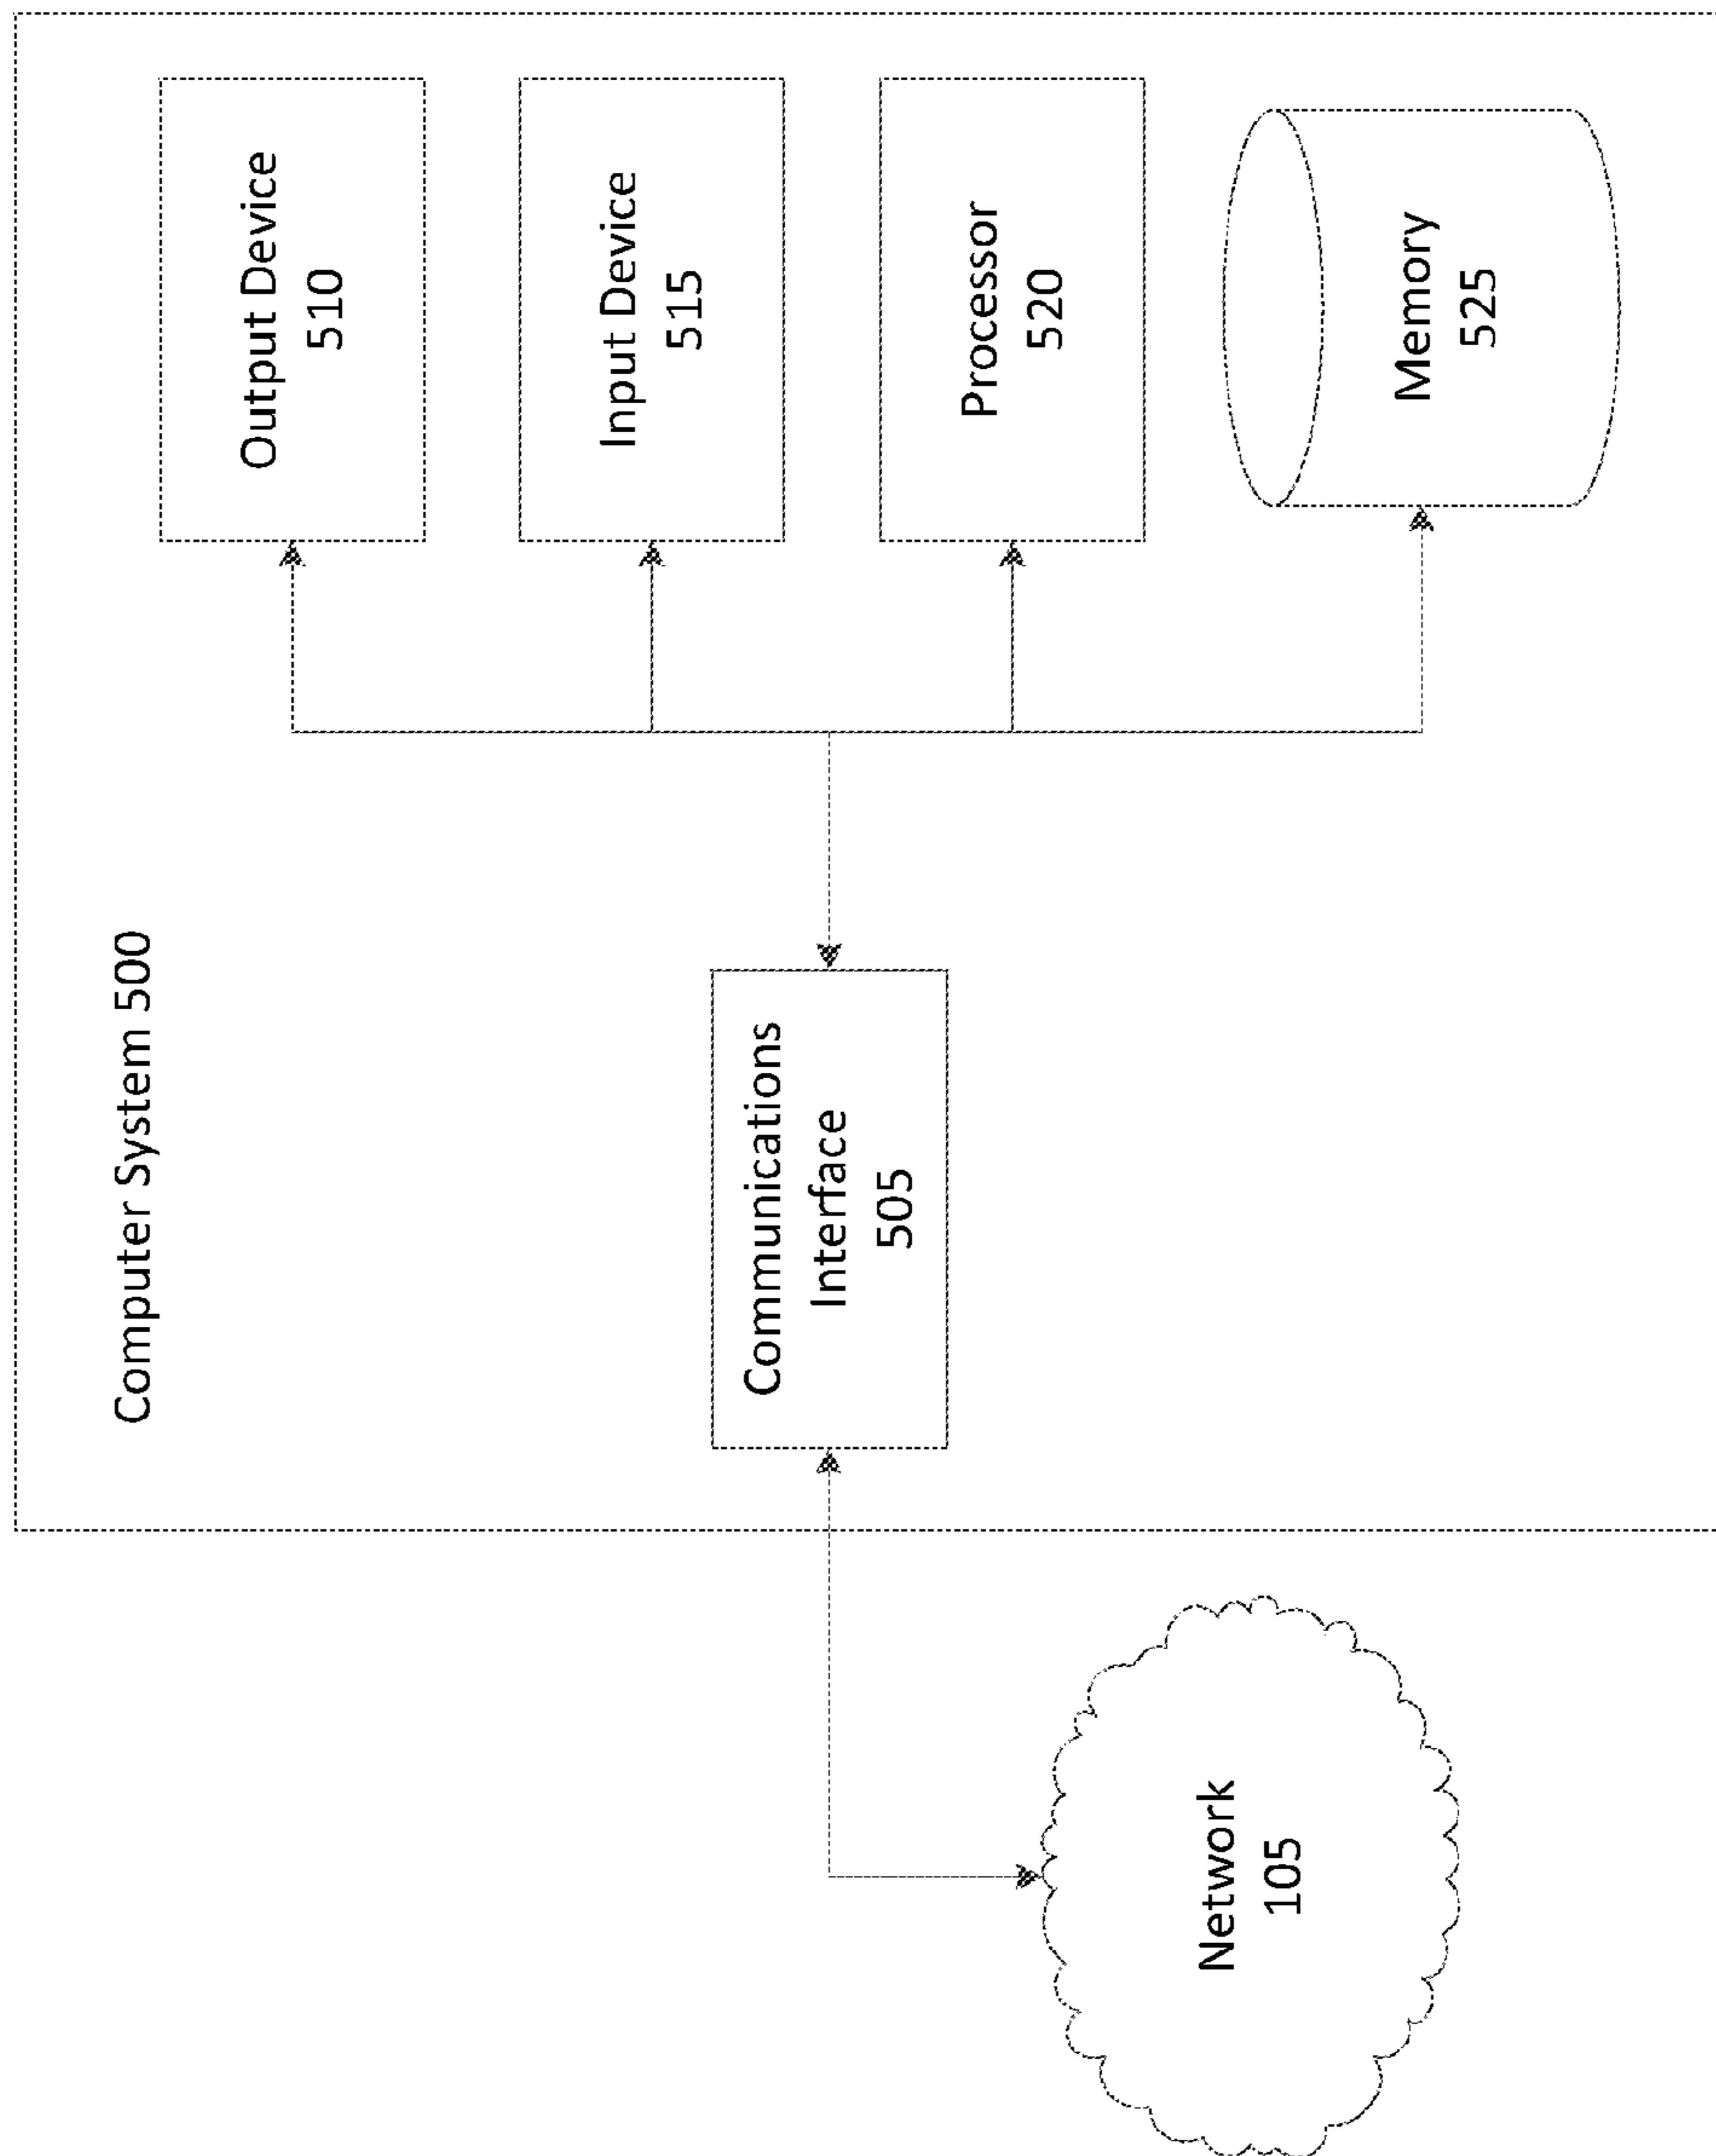 Computer System 500
Output Device
510
Input Device
515
Communications
Interface
505
Processor
520
Network
105
Memory
525